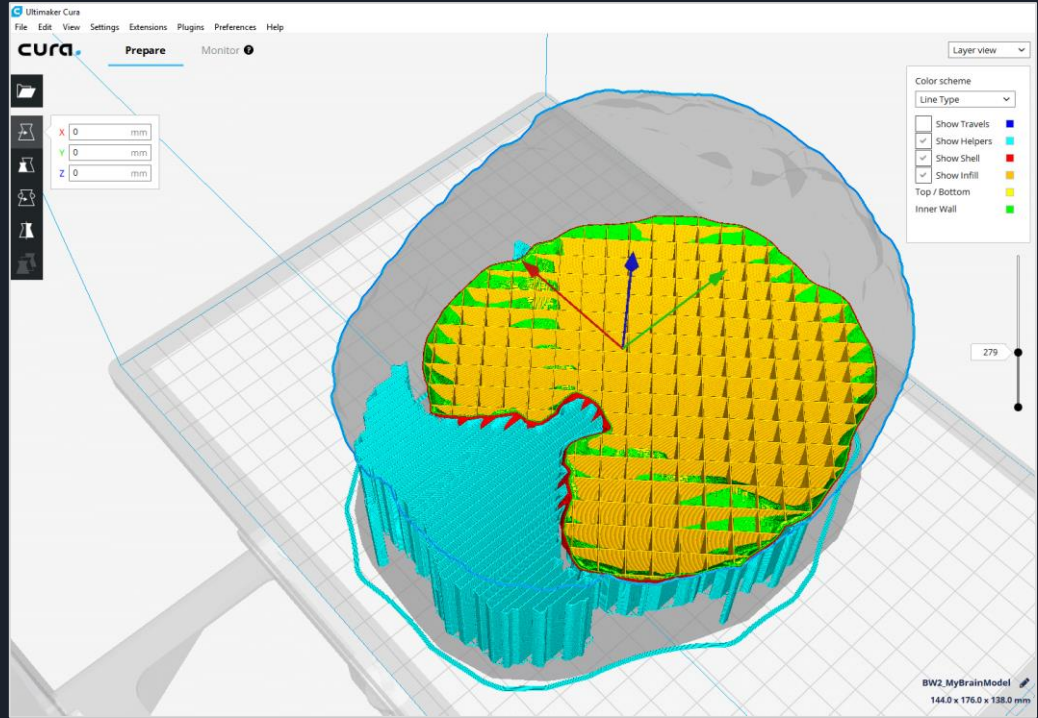 Ultimaker Cura
File Edit View Settings Extensions Plugins Preferences Help
cura. Prepare Monitor
Layer view
Color scheme
Line Type
Show Travels
Show Helpers
Show Shell
Show Infill
Top / Bottom
Inner Wall
X 0 mm
Y 0 mm
Z 0 mm
279
BW2_MyBrainModel
144.0 x 176.0 x 138.0 mm